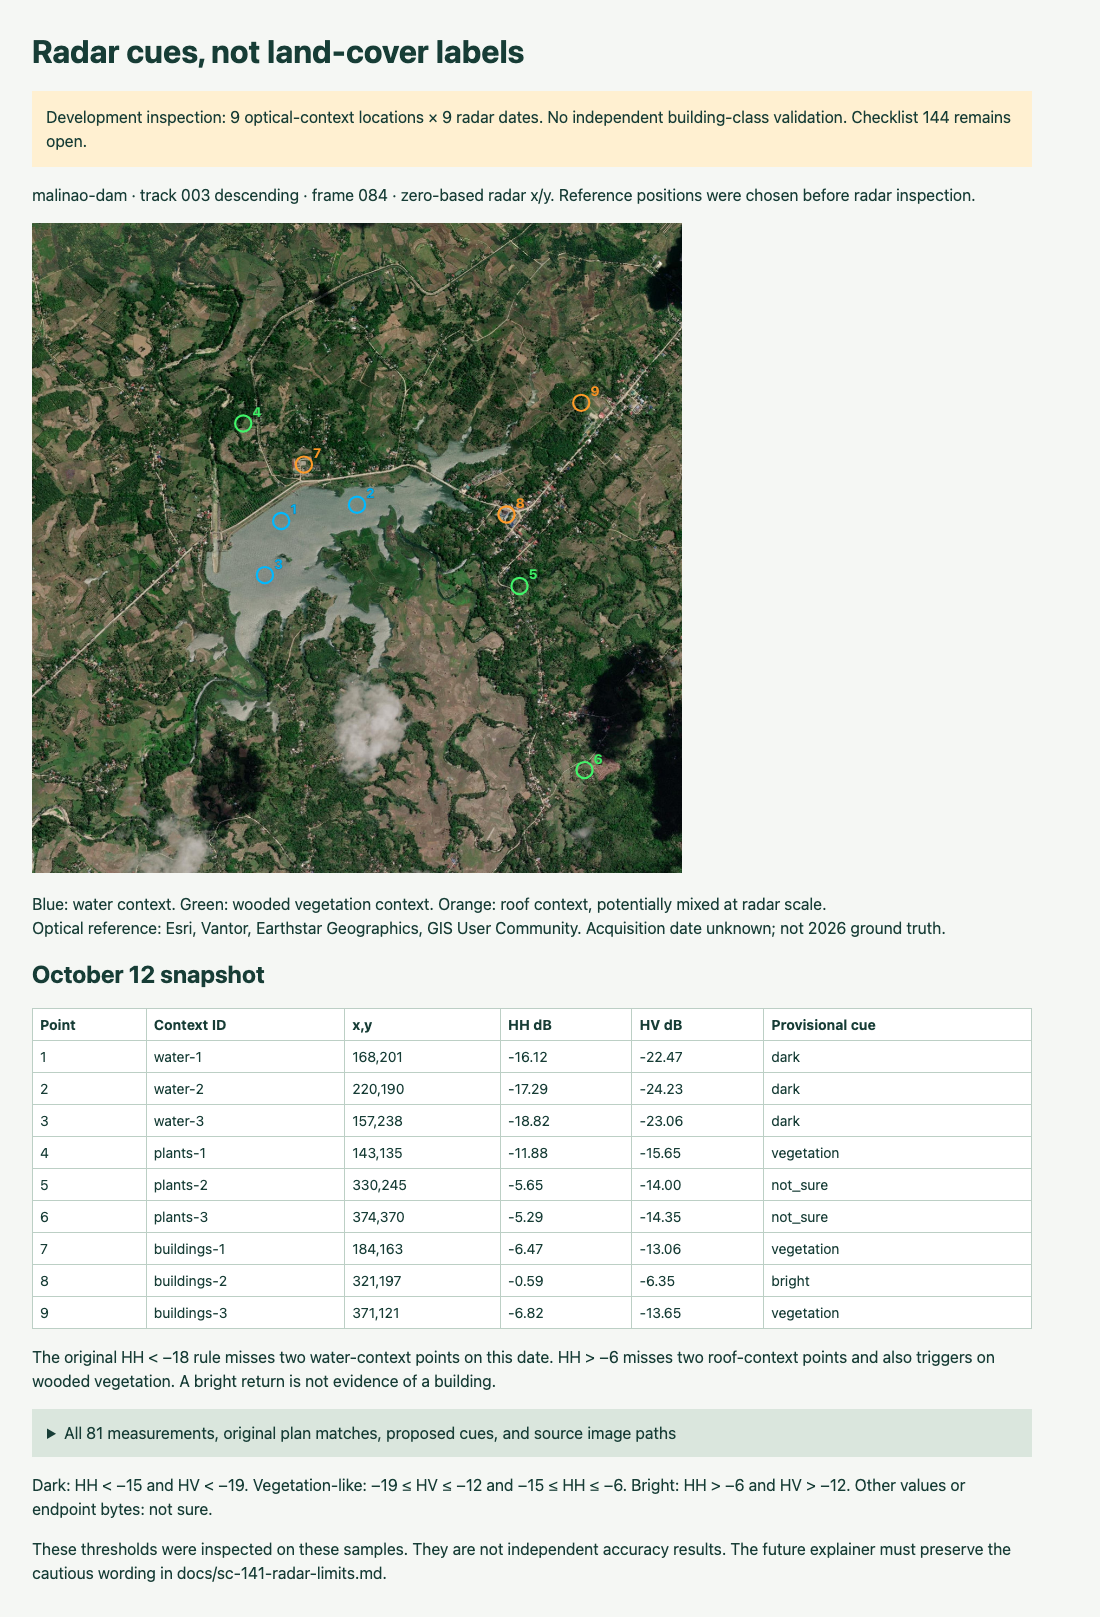 Radar cues, not land-cover labels
Development inspection: 9 optical-context locations × 9 radar dates. No independent building-class validation. Checklist 144 remains
open.
malinao-dam · track 003 descending · frame 084 · zero-based radar x/y. Reference positions were chosen before radar inspection.
9
4
7
2
1
8
3
5
6
Blue: water context. Green: wooded vegetation context. Orange: roof context, potentially mixed at radar scale.
Optical reference: Esri, Vantor, Earthstar Geographics, GIS User Community. Acquisition date unknown; not 2026 ground truth.
October 12 snapshot
Point Context ID x,y HH dB HV dB Provisional cue
1 water-1 168,201 -16.12 -22.47 dark
2 water-2 220,190 -17.29 -24.23 dark
3 water-3 157,238 -18.82 -23.06 dark
4 plants-1 143,135 -11.88 -15.65 vegetation
5 plants-2 330,245 -5.65 -14.00 not_sure
6 plants-3 374,370 -5.29 -14.35 not_sure
7 buildings-1 184,163 -6.47 -13.06 vegetation
8 buildings-2 321,197 -0.59 -6.35 bright
9 buildings-3 371,121 -6.82 -13.65 vegetation
The original HH < −18 rule misses two water-context points on this date. HH > −6 misses two roof-context points and also triggers on
wooded vegetation. A bright return is not evidence of a building.
▶ All 81 measurements, original plan matches, proposed cues, and source image paths
Dark: HH < −15 and HV < −19. Vegetation-like: −19 ≤ HV ≤ −12 and −15 ≤ HH ≤ −6. Bright: HH > −6 and HV > −12. Other values or
endpoint bytes: not sure.
These thresholds were inspected on these samples. They are not independent accuracy results. The future explainer must preserve the
cautious wording in docs/sc-141-radar-limits.md.